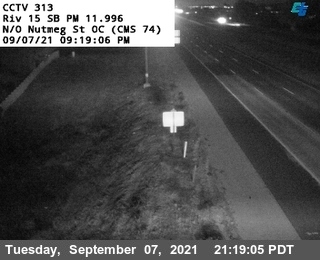 CCTV 313
Riv 15 SB PM 11.996
N/O Nutmeg St OC (CMS 74)
09/07/21 09:19:06 PM
Tuesday, September 07, 2021 21:19:05 PDT